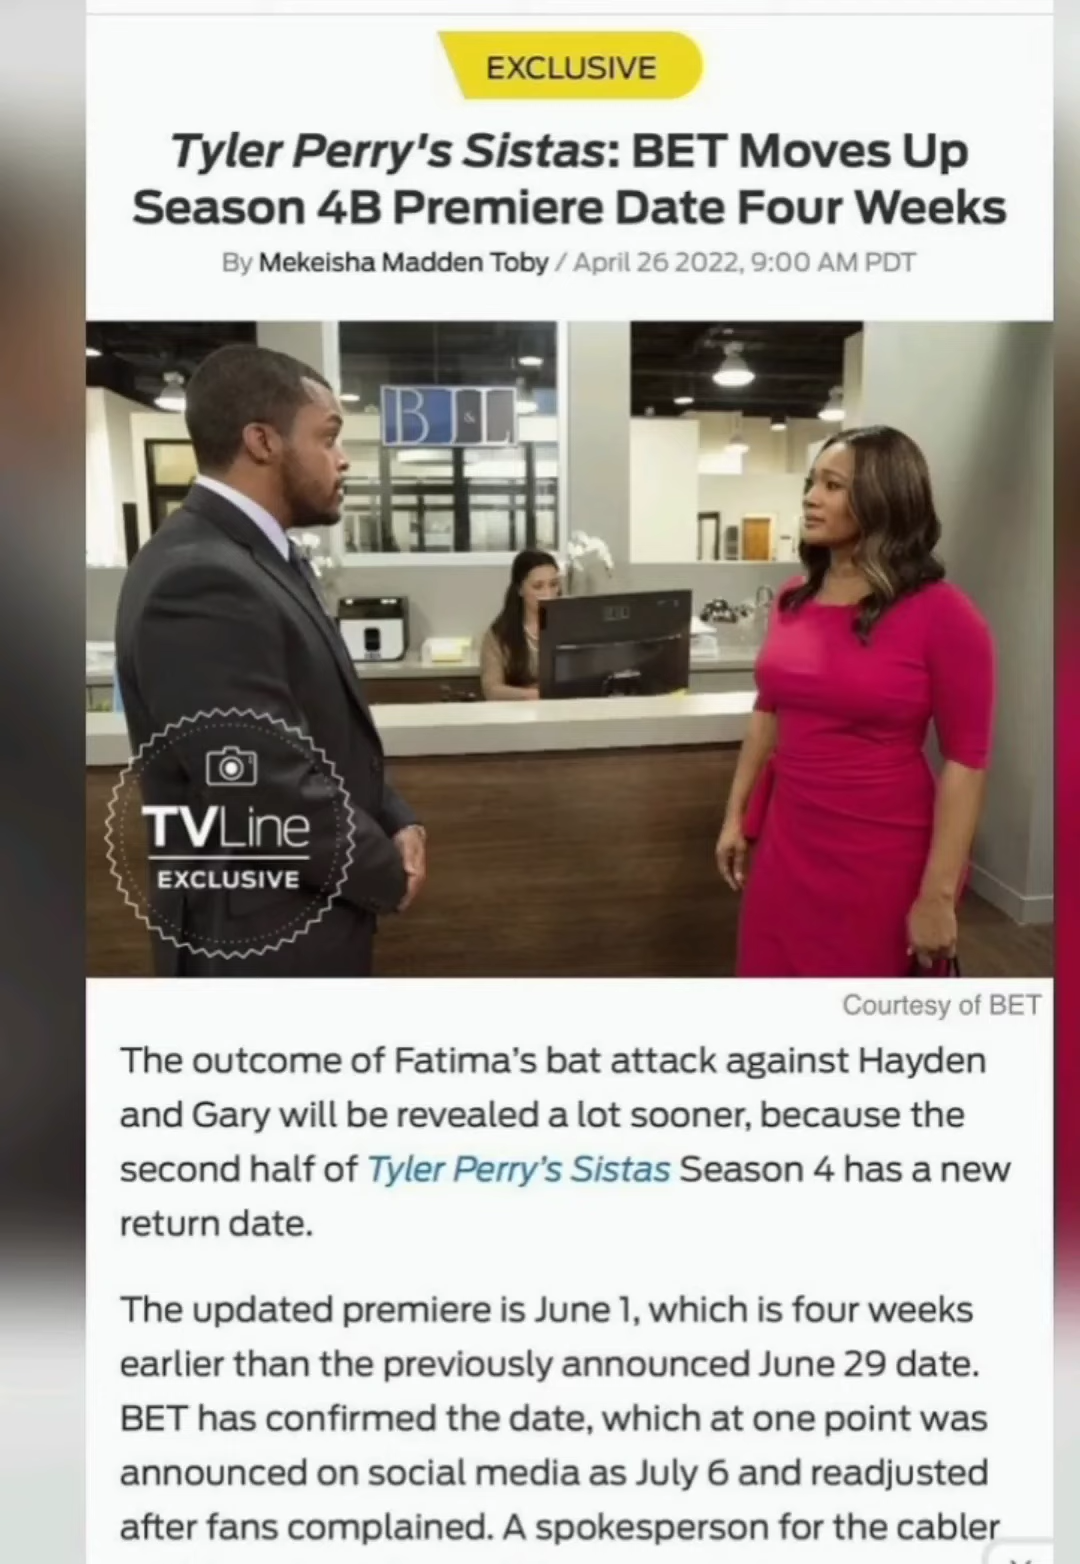 EXCLUSIVE
Tyler Perry's Sistas: BET Moves Up
Season 4B Premiere Date Four Weeks
By Mekeisha Madden Toby / April 26 2022, 9:00 AM PDT
B&L
TVLine
EXCLUSIVE
Courtesy of BET
The outcome of Fatima's bat attack against Hayden
and Gary will be revealed a lot sooner, because the
second half of Tyler Perry's Sistas Season 4 has a new
return date.
The updated premiere is June 1, which is four weeks
earlier than the previously announced June 29 date.
BET has confirmed the date, which at one point was
announced on social media as July 6 and readjusted
after fans complained. A spokesperson for the cabler